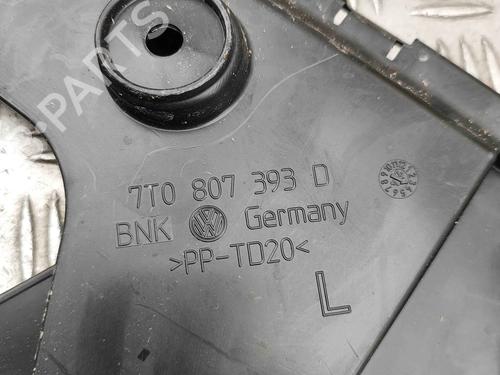 PARTS
7T0 807 393 D
BNK Germany
>PP-TD20<
L